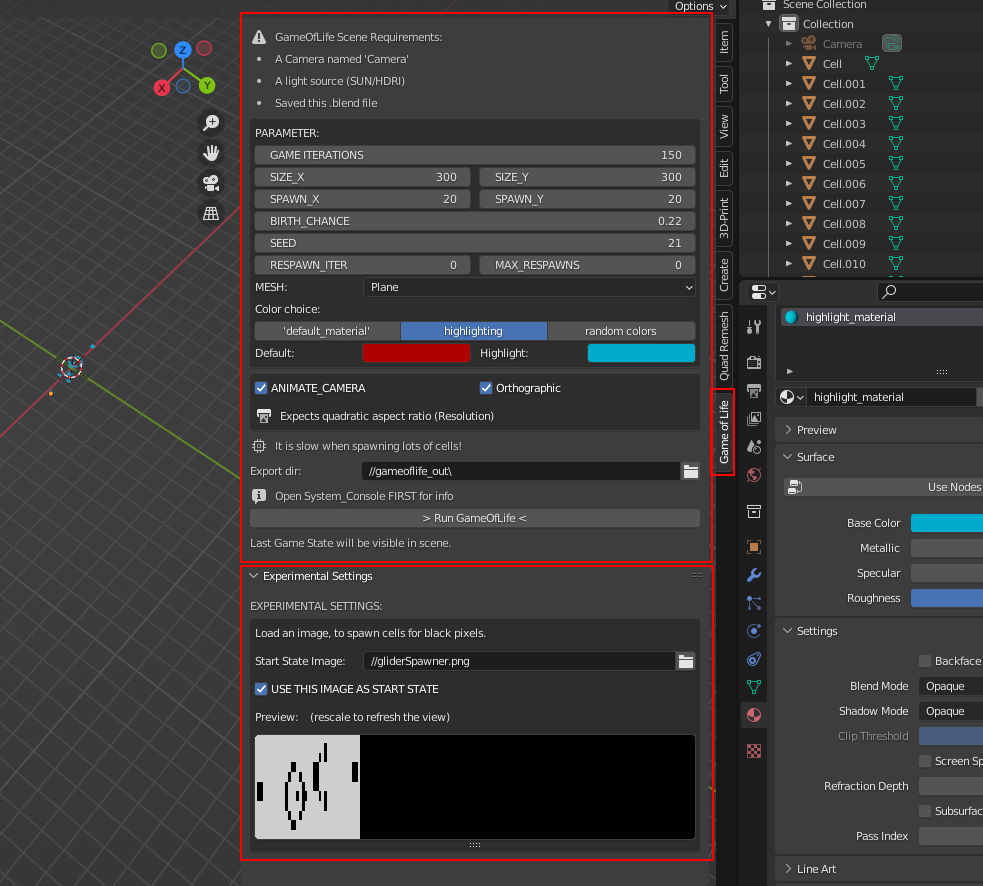 Options
Z
X
Y
GameOfLife Scene Requirements:
• A Camera named 'Camera'
• A light source (SUN/HDRI)
• Saved this .blend file
PARAMETER:
GAME ITERATIONS 150
SIZE_X 300 SIZE_Y 300
SPAWN_X 20 SPAWN_Y 20
BIRTH_CHANCE 0.22
SEED 21
RESPAWN_ITER 0 MAX_RESPAWNS 0
MESH: Plane
Color choice:
'default_material' highlighting random colors
Default: Highlight:
ANIMATE_CAMERA Orthographic
Expects quadratic aspect ratio (Resolution)
It is slow when spawning lots of cells!
Export dir: //gameoflife_out\
Open System_Console FIRST for info
> Run GameOfLife <
Last Game State will be visible in scene.
Experimental Settings
EXPERIMENTAL SETTINGS:
Load an image, to spawn cells for black pixels.
Start State Image: //gliderSpawner.png
USE THIS IMAGE AS START STATE
Preview: (rescale to refresh the view)
Item
Tool
View
Edit
3D-Print
Create
Quad Remesh
Game of Life
Scene Collection
Collection
Camera
Cell
Cell.001
Cell.002
Cell.003
Cell.004
Cell.005
Cell.006
Cell.007
Cell.008
Cell.009
Cell.010
highlight_material
highlight_material
Preview
Surface
Use Nodes
Base Color
Metallic
Specular
Roughness
Settings
Backface
Blend Mode Opaque
Shadow Mode Opaque
Clip Threshold
Screen Sp
Refraction Depth
Subsurfac
Pass Index
Line Art